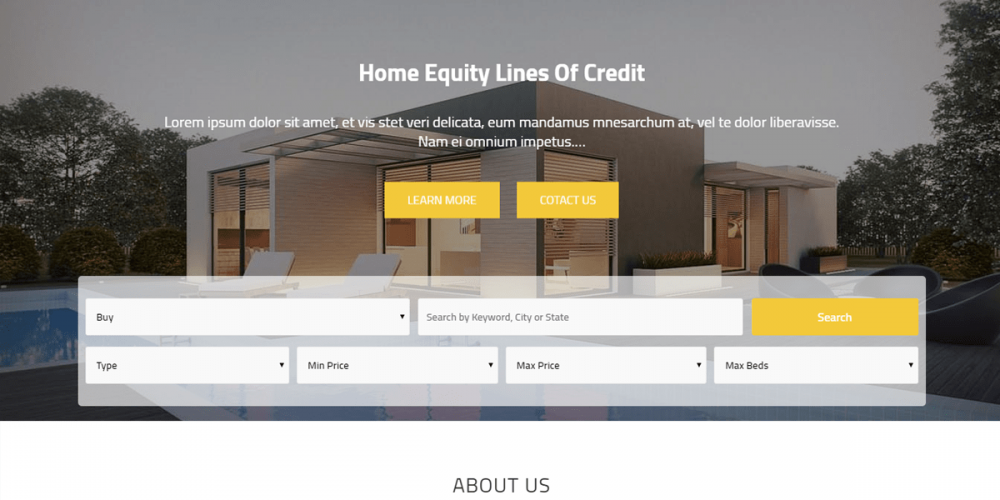 Home Equity Lines Of Credit
Lorem ipsum dolor sit amet, et vis stet veri delicata, eum mandamus mnesarchum at, vel te dolor liberavisse.
Nam ei omnium impetus....
LEARN MORE
COTACT US
Buy
Search by Keyword, City or State
Search
Type
Min Price
Max Price
Max Beds
ABOUT US